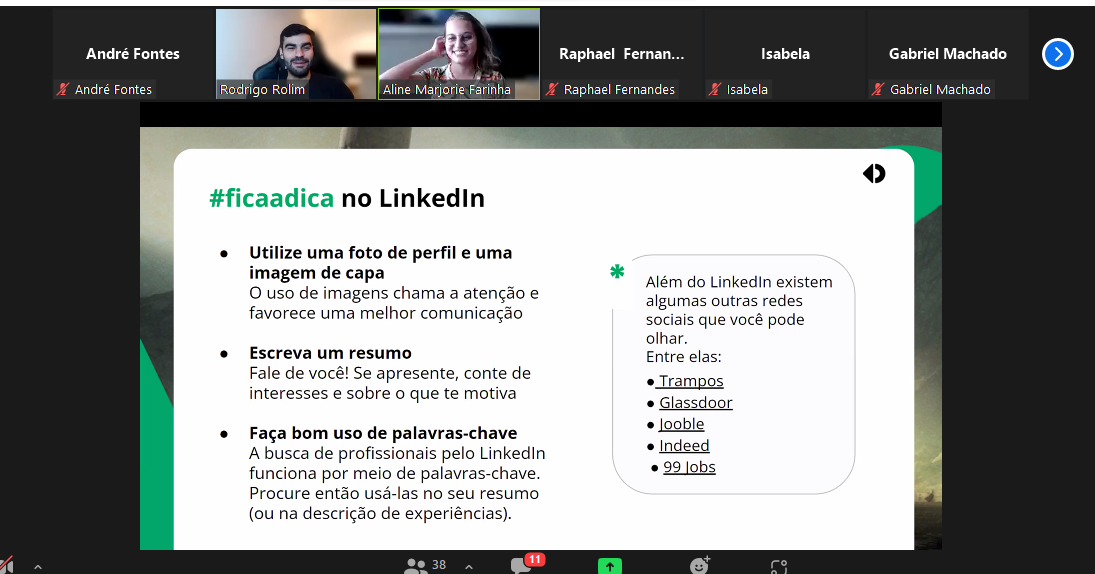 André Fontes
Raphael Fernan...
Isabela
Gabriel Machado
André Fontes
Rodrigo Rolim
Aline Marjorie Farinha
Raphael Fernandes
Isabela
Gabriel Machado
#ficaadica no LinkedIn
● Utilize uma foto de perfil e uma
imagem de capa
O uso de imagens chama a atenção e
favorece uma melhor comunicação
● Escreva um resumo
Fale de você! Se apresente, conte de
interesses e sobre o que te motiva
● Faça bom uso de palavras-chave
A busca de profissionais pelo LinkedIn
funciona por meio de palavras-chave.
Procure então usá-las no seu resumo
(ou na descrição de experiências).
*
Além do LinkedIn existem
algumas outras redes
sociais que você pode
olhar.
Entre elas:
● Trampos
● Glassdoor
● Jooble
● Indeed
● 99 Jobs
38
11